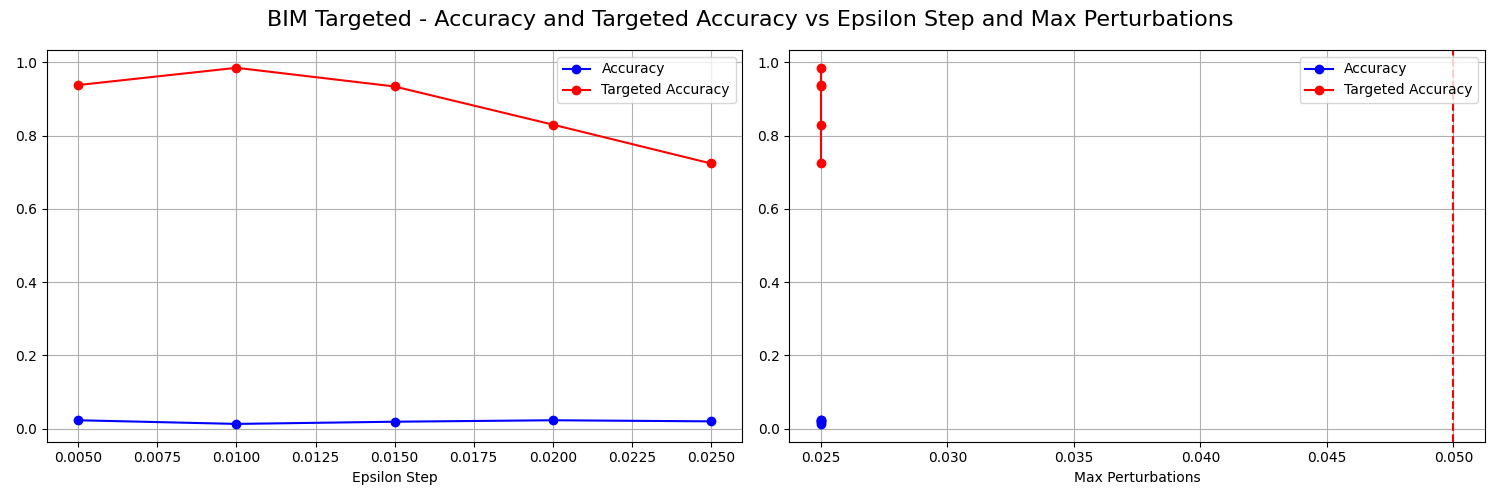 BIM Targeted - Accuracy and Targeted Accuracy vs Epsilon Step and Max Perturbations
1.0
0.8
0.6
0.4
0.2
0.0
Accuracy
Targeted Accuracy
0.0050 0.0075 0.0100 0.0125 0.0150 0.0175 0.0200 0.0225 0.0250
Epsilon Step
1.0
0.8
0.6
0.4
0.2
0.0
Accuracy
Targeted Accuracy
0.025 0.030 0.035 0.040 0.045 0.050
Max Perturbations